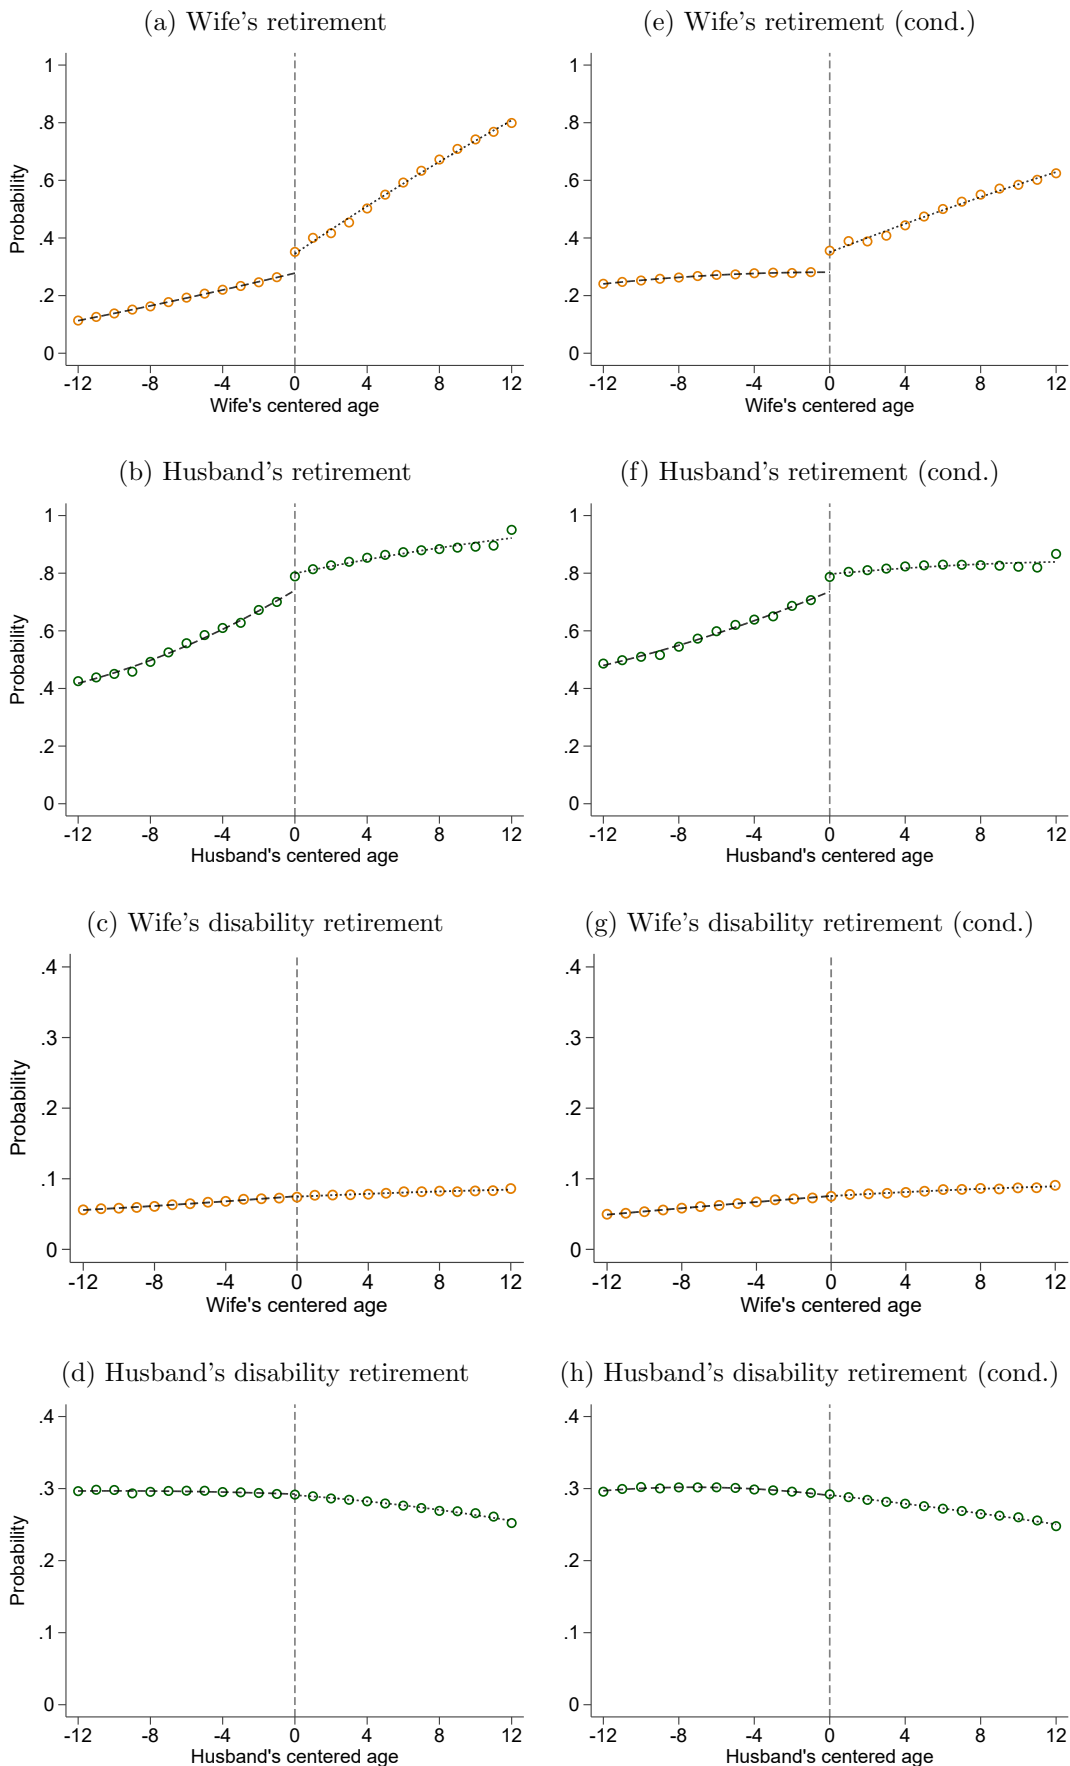 (a) Wife's retirement
Probability
1
.8
.6
.4
.2
0
-12 -8 -4 0 4 8 12
Wife's centered age
(e) Wife's retirement (cond.)
1
.8
.6
.4
.2
0
-12 -8 -4 0 4 8 12
Wife's centered age
(b) Husband's retirement
Probability
1
.8
.6
.4
.2
0
-12 -8 -4 0 4 8 12
Husband's centered age
(f) Husband's retirement (cond.)
1
.8
.6
.4
.2
0
-12 -8 -4 0 4 8 12
Husband's centered age
(c) Wife's disability retirement
Probability
.4
.3
.2
.1
0
-12 -8 -4 0 4 8 12
Wife's centered age
(g) Wife's disability retirement (cond.)
.4
.3
.2
.1
0
-12 -8 -4 0 4 8 12
Wife's centered age
(d) Husband's disability retirement
Probability
.4
.3
.2
.1
0
-12 -8 -4 0 4 8 12
Husband's centered age
(h) Husband's disability retirement (cond.)
.4
.3
.2
.1
0
-12 -8 -4 0 4 8 12
Husband's centered age